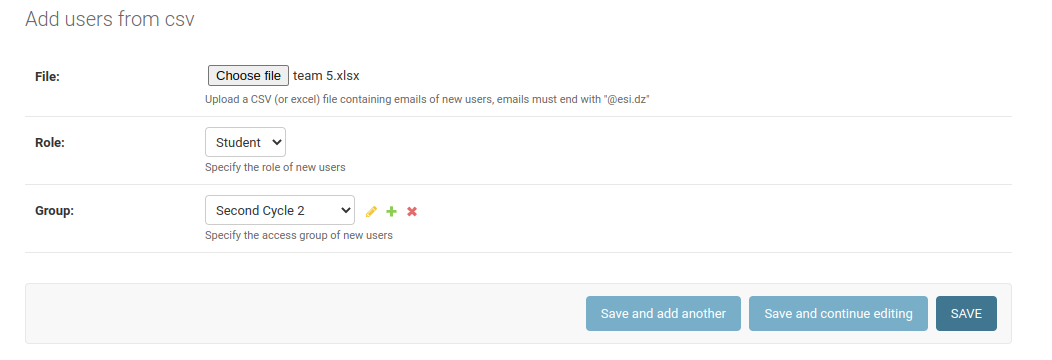 Add users from csv
File:
Choose file team 5.xlsx
Upload a CSV (or excel) file containing emails of new users, emails must end with "@esi.dz"
Role:
Student
Specify the role of new users
Group:
Second Cycle 2
Specify the access group of new users
Save and add another
Save and continue editing
SAVE